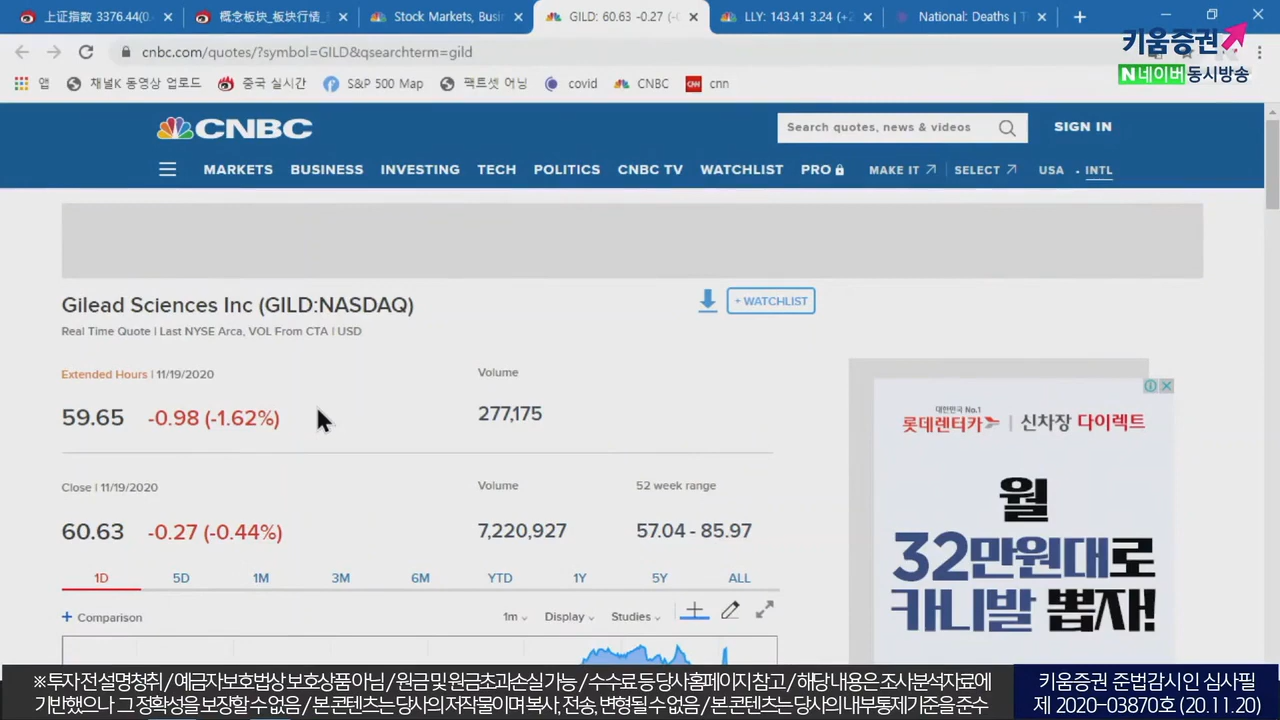 上证指数 3376.44(0.
概念板块_板块行情_
Stock Markets, Busi
GILD: 60.63 -0.27 (-(
LLY: 143.41 3.24 (+2
National: Deaths | T
cnbc.com/quotes/?symbol=GILD&qsearchterm=gild
키움증권
N네이버 동시방송
앱
채널K 동영상 업로드
중국 실시간
S&P 500 Map
팩트셋 어닝
covid
CNBC
CNN
cnn
CNBC
Search quotes, news & videos
SIGN IN
MARKETS
BUSINESS
INVESTING
TECH
POLITICS
CNBC TV
WATCHLIST
PRO
MAKE IT
SELECT
USA
INTL
Gilead Sciences Inc (GILD:NASDAQ)
+ WATCHLIST
Real Time Quote | Last NYSE Arca, VOL From CTA | USD
Extended Hours | 11/19/2020
Volume
59.65 -0.98 (-1.62%)
277,175
Close | 11/19/2020
Volume
52 week range
60.63 -0.27 (-0.44%)
7,220,927
57.04 - 85.97
1D 5D 1M 3M 6M YTD 1Y 5Y ALL
+ Comparison
1m
Display
Studies
대한민국 No.1
롯데렌터카 | 신차장 다이렉트
월
32만원대로
카니발 뽑자!
※ 투자 전 설명청취 / 예금자보호법상 보호상품 아님 / 원금 및 원금초과손실 가능 / 수수료 등 당사 홈페이지 참고 / 해당 내용은 조사분석자료에
기반했으나 그 정확성을 보장할 수 없음 / 본 콘텐츠는 당사의 저작물이며 복사, 전송, 변형될 수 없음 / 본 콘텐츠는 당사의 내부통제기준을 준수
키움증권 준법감시인 심사필
제 2020-03870호 (20.11.20)